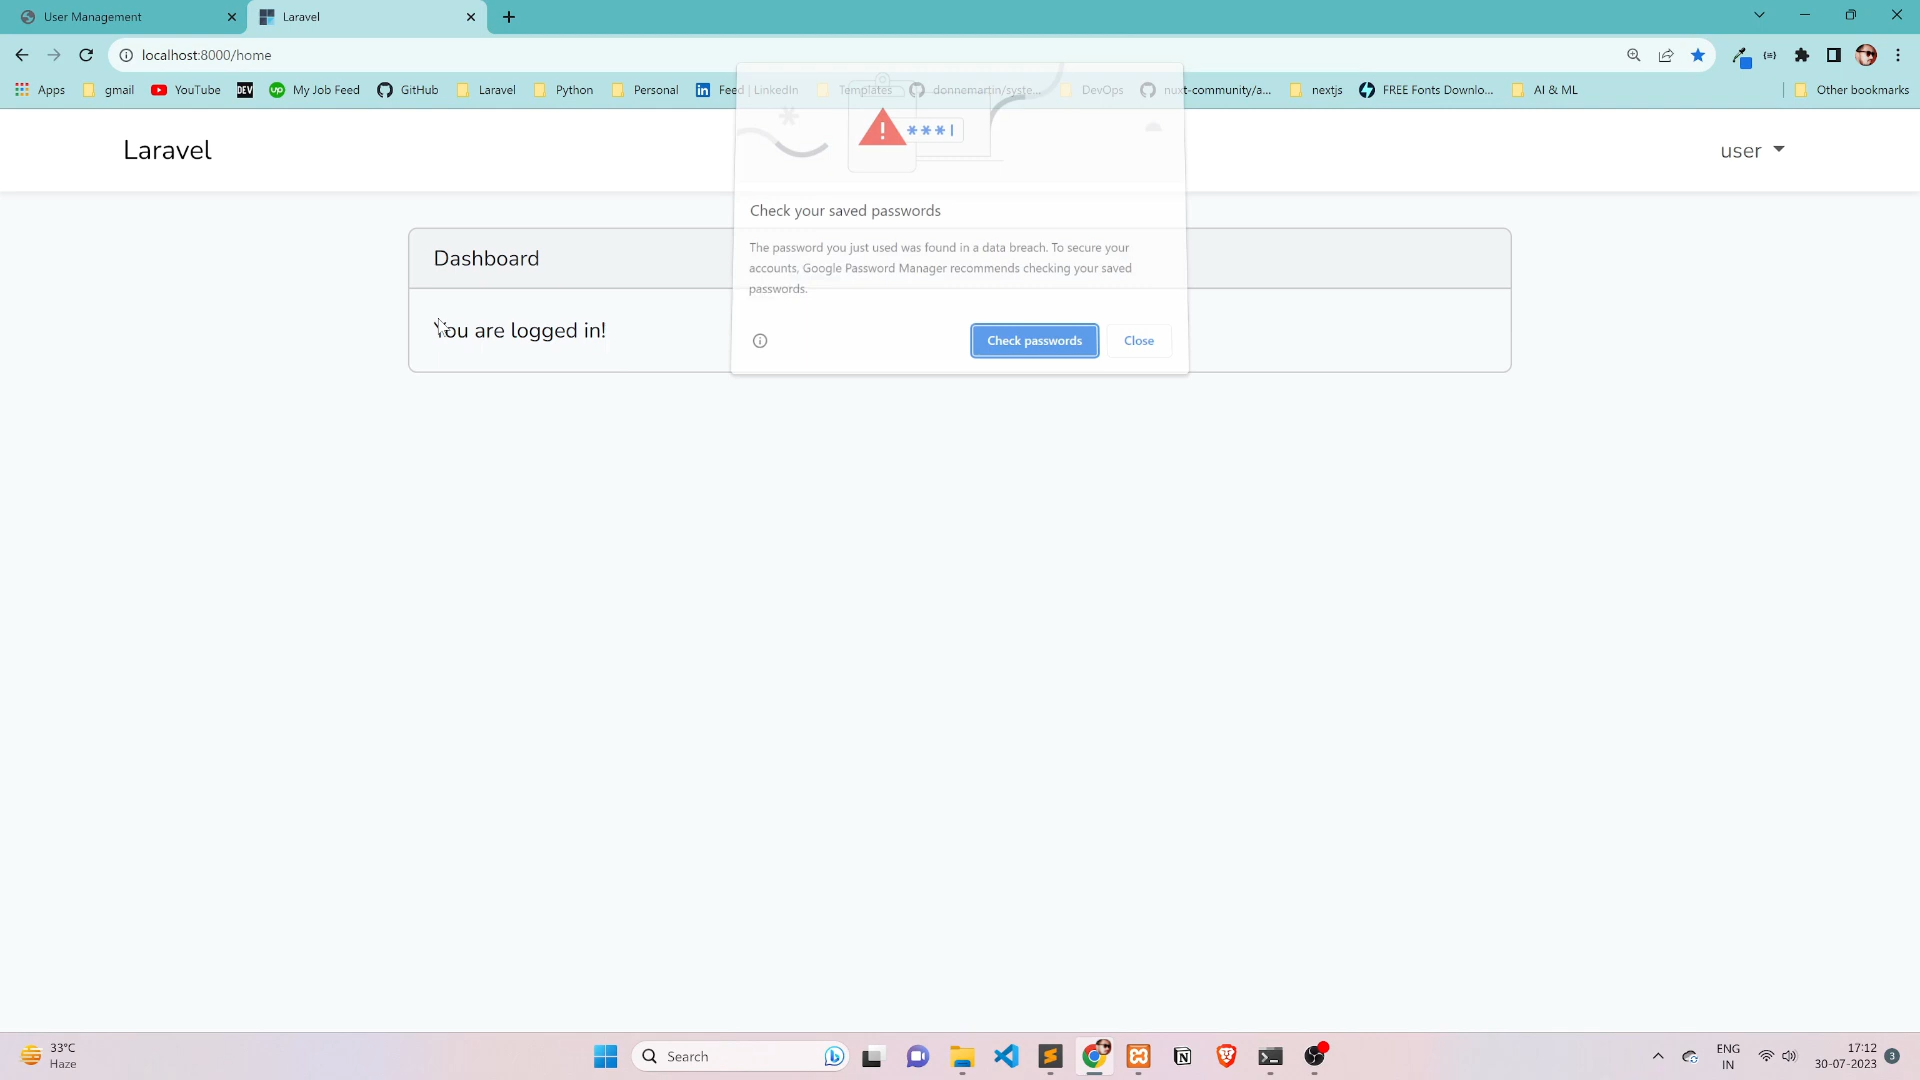 User Management
Laravel
localhost:8000/home
Apps
gmail
YouTube
DEV
My Job Feed
GitHub
Laravel
Python
Personal
Feed | LinkedIn
Templates
donnemartin/syste...
DevOps
nuxt-community/a...
nextjs
FREE Fonts Downlo...
AI & ML
Other bookmarks
Laravel
user
***|
Check your saved passwords
The password you just used was found in a data breach. To secure your
accounts, Google Password Manager recommends checking your saved
passwords.
Check passwords
Close
Dashboard
You are logged in!
33°C
Haze
Search
ENG
IN
17:12
30-07-2023
3